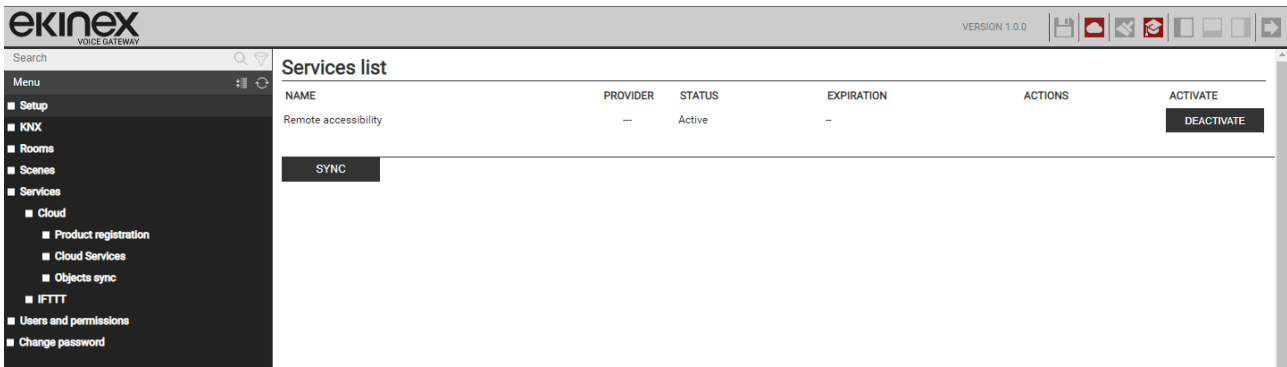 ekinex
VOICE GATEWAY
VERSION 1.0.0
Search
Menu
Setup
KNX
Rooms
Scenes
Services
Cloud
Product registration
Cloud Services
Objects sync
IFTTT
Users and permissions
Change password
Services list
NAME PROVIDER STATUS EXPIRATION ACTIONS ACTIVATE
Remote accessibility --- Active -- DEACTIVATE
SYNC